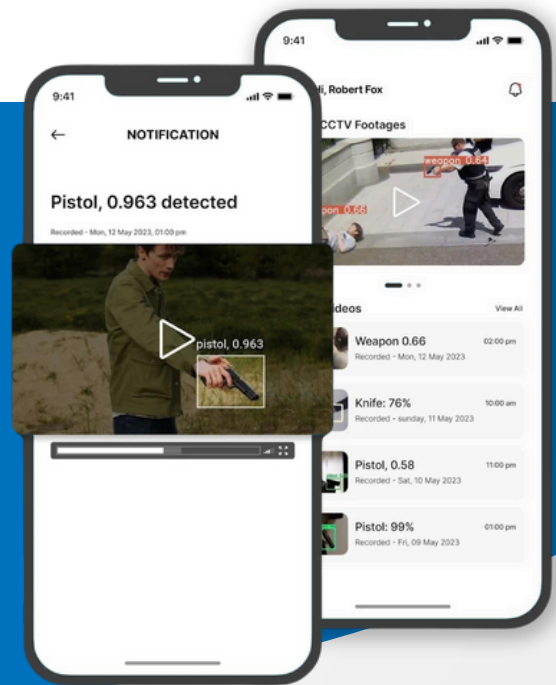 9:41
NOTIFICATION
Pistol, 0.963 detected
Recorded - Mon, 12 May 2023, 01:00 pm
pistol, 0.963
9:41
Hi, Robert Fox
CCTV Footages
weapon 0.64
pon 0.66
deos
View All
Weapon 0.66
02:00 pm
Recorded - Mon, 12 May 2023
Knife: 76%
10:00 am
Recorded - sunday, 11 May 2023
Pistol, 0.58
11:00 pm
Recorded - Sat, 10 May 2023
Pistol: 99%
01:00 pm
Recorded - Fri, 09 May 2023